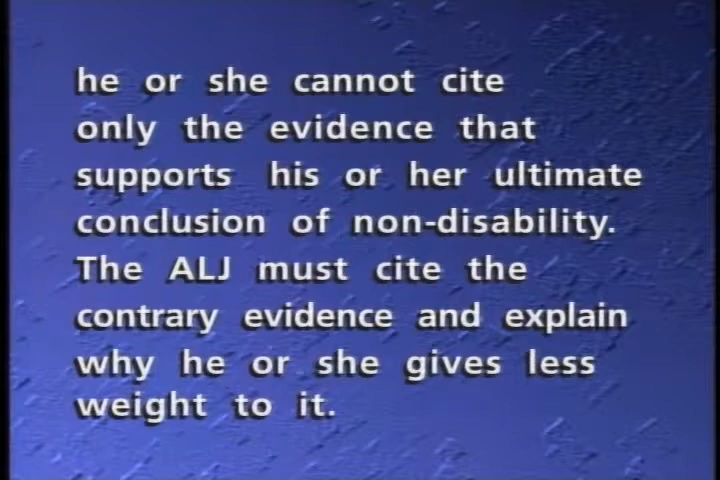 he or she cannot cite
only the evidence that
supports his or her ultimate
conclusion of non-disability.
The ALJ must cite the
contrary evidence and explain
why he or she gives less
weight to it.